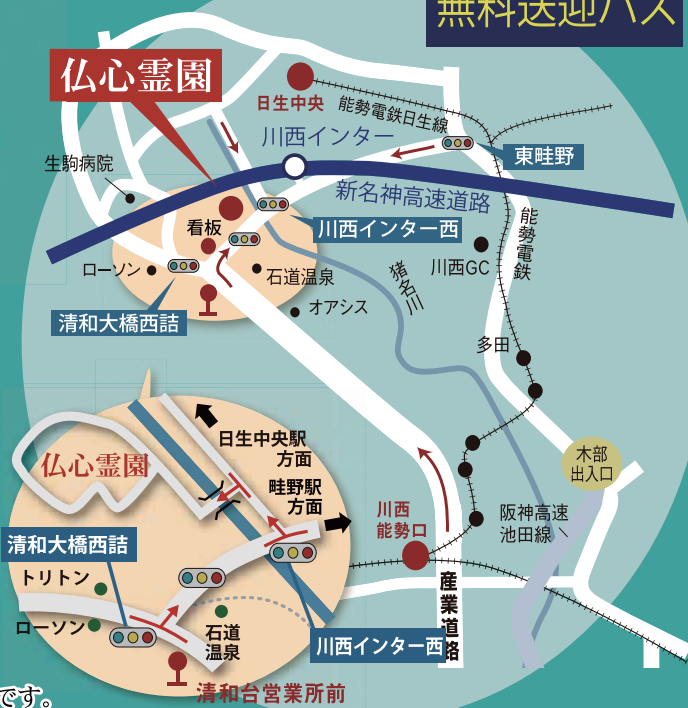 無料送迎バス
仏心霊園
日生中央
能勢電鉄日生線
川西インター
東畦野
生駒病院
新名神高速道路
看板
川西インター西
能勢電鉄
ローソン
石道温泉
猪名川
川西GC
オアシス
清和大橋西詰
多田
日生中央駅
方面
仏心霊園
畦野駅
方面
木部
出入口
川西
能勢口
阪神高速
池田線
清和大橋西詰
トリトン
ローソン
石道
温泉
川西インター西
産業道路
清和台営業所前
です。